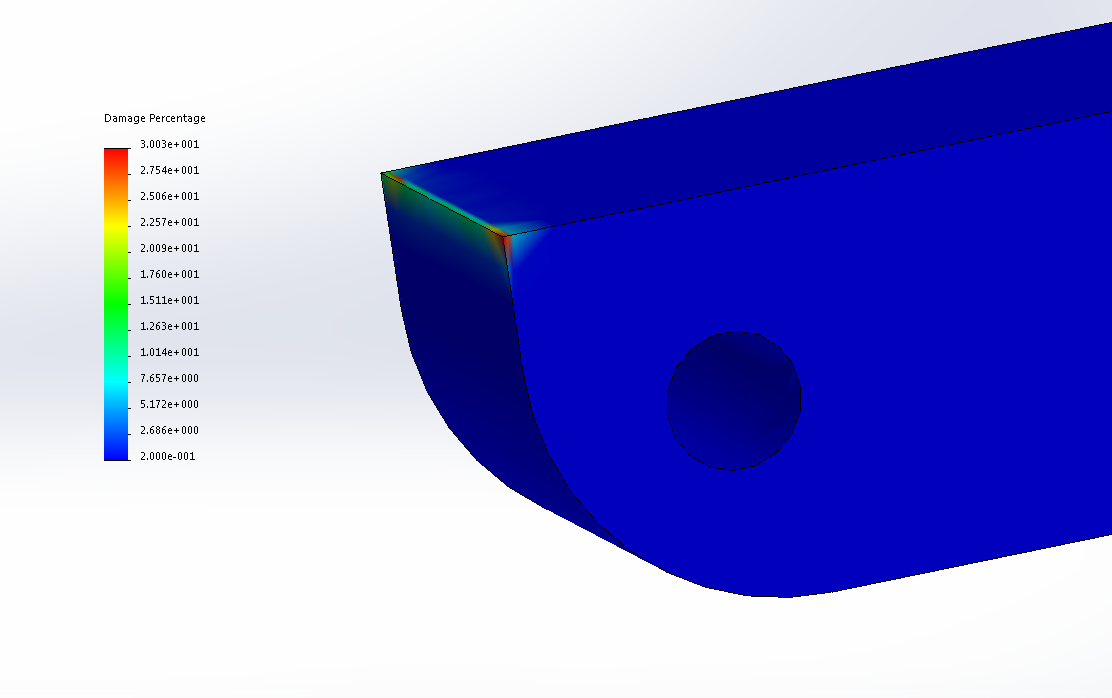 Damage Percentage
3.003e+001
2.754e+001
2.506e+001
2.257e+001
2.009e+001
1.760e+001
1.511e+001
1.263e+001
1.014e+001
7.657e+000
5.172e+000
2.686e+000
2.000e-001